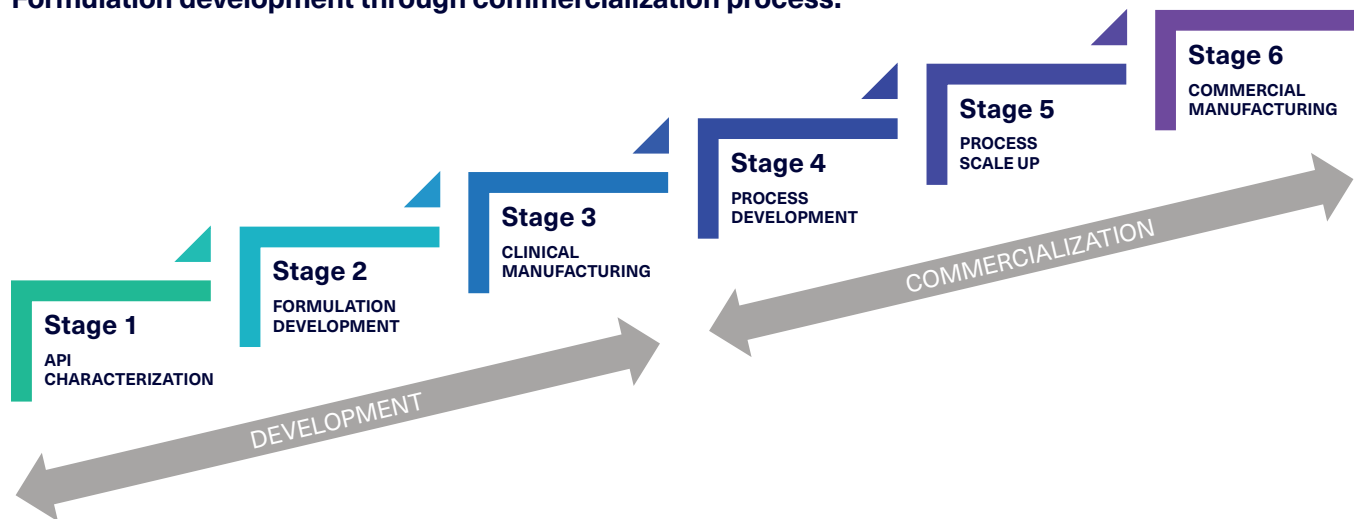 Formulation development through commercialization process.
Stage 1
API
CHARACTERIZATION
Stage 2
FORMULATION
DEVELOPMENT
Stage 3
CLINICAL
MANUFACTURING
Stage 4
PROCESS
DEVELOPMENT
Stage 5
PROCESS
SCALE UP
Stage 6
COMMERCIAL
MANUFACTURING
DEVELOPMENT
COMMERCIALIZATION